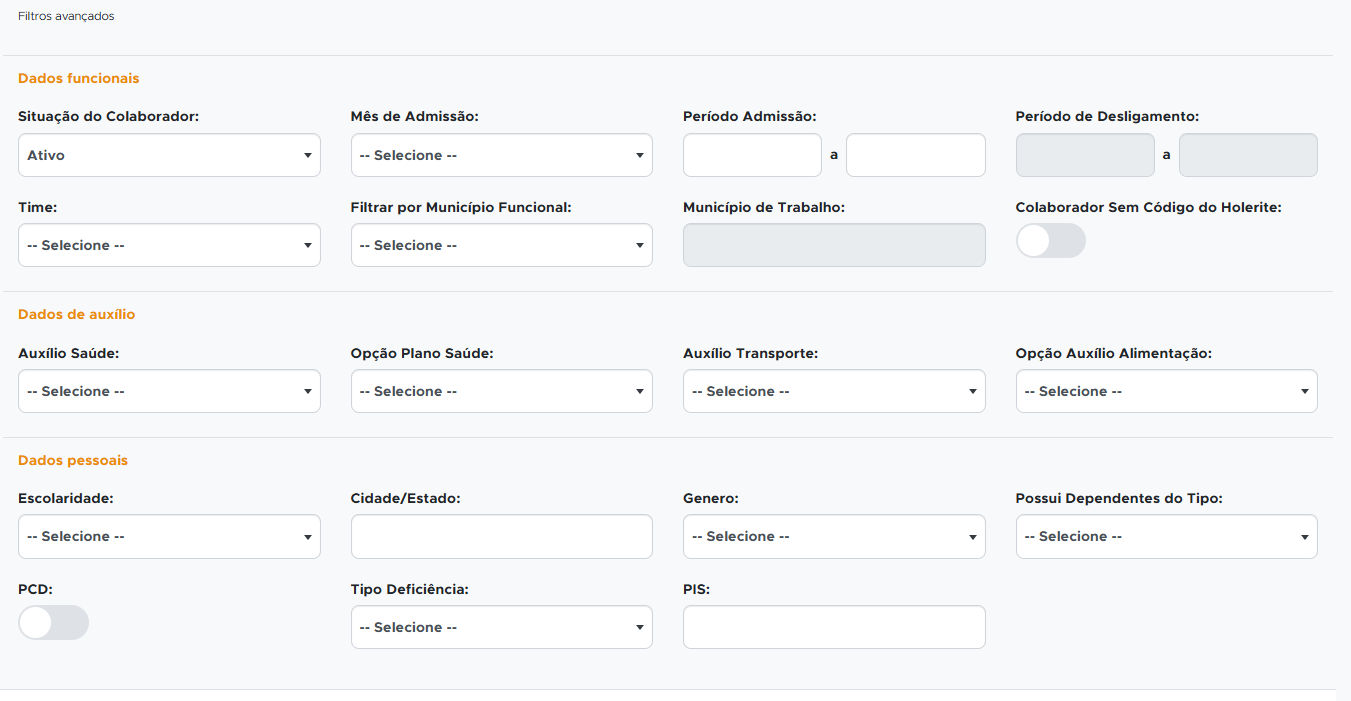 Filtros avançados
Dados funcionais
Situação do Colaborador: Mês de Admissão: Período Admissão: Período de Desligamento:
Ativo -- Selecione -- a a
Time: Filtrar por Município Funcional: Município de Trabalho: Colaborador Sem Código do Holerite:
-- Selecione -- -- Selecione --
Dados de auxílio
Auxílio Saúde: Opção Plano Saúde: Auxílio Transporte: Opção Auxílio Alimentação:
-- Selecione -- -- Selecione -- -- Selecione -- -- Selecione --
Dados pessoais
Escolaridade: Cidade/Estado: Genero: Possui Dependentes do Tipo:
-- Selecione -- -- Selecione -- -- Selecione --
PCD: Tipo Deficiência: PIS:
-- Selecione --